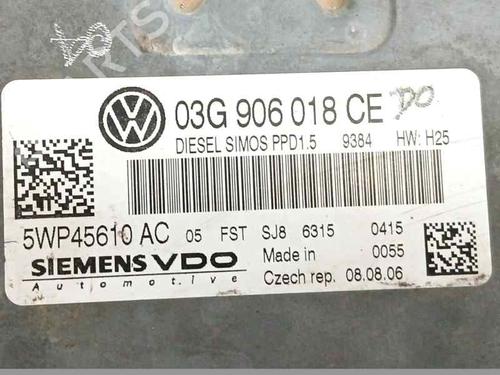 03G 906 018 CE DO
DIESEL SIMOS PPD1.5 9384 HW: H25
5WP45610 AC 05 FST SJ8 6315 0415
SIEMENS VDO Made in 0055
Automotive Czech rep. 08.08.06